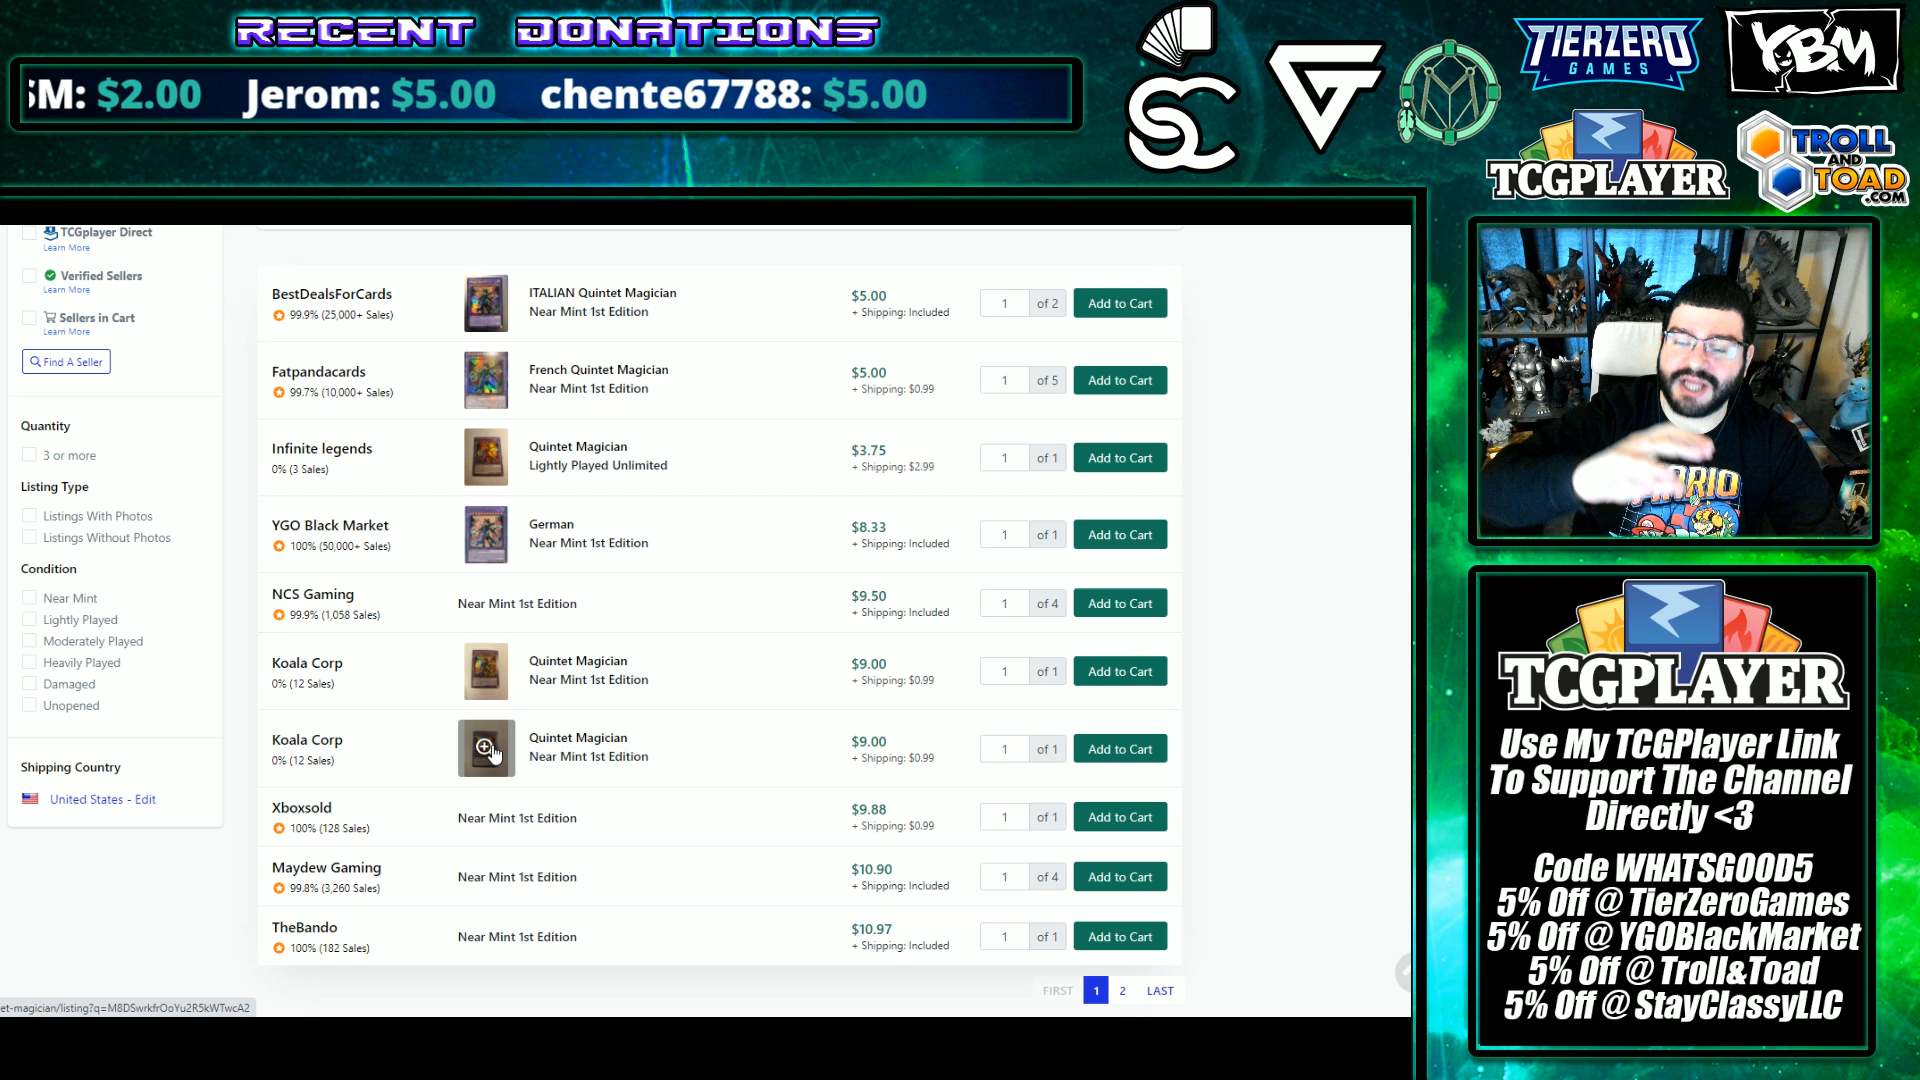 RECENT DONATIONS
SM: $2.00 Jerom: $5.00 chente67788: $5.00
SC
TIERZERO
GAMES
YBM
TCGPLAYER
TROLL
AND
TOAD
.COM
TCGplayer Direct
Learn More
Verified Sellers
Learn More
Sellers in Cart
Learn More
Find A Seller
Quantity
3 or more
Listing Type
Listings With Photos
Listings Without Photos
Condition
Near Mint
Lightly Played
Moderately Played
Heavily Played
Damaged
Unopened
Shipping Country
United States - Edit
BestDealsForCards
99.9% (25,000+ Sales)
ITALIAN Quintet Magician
Near Mint 1st Edition
$5.00
+ Shipping: Included
1 of 2 Add to Cart
Fatpandacards
99.7% (10,000+ Sales)
French Quintet Magician
Near Mint 1st Edition
$5.00
+ Shipping: $0.99
1 of 5 Add to Cart
Infinite legends
0% (3 Sales)
Quintet Magician
Lightly Played Unlimited
$3.75
+ Shipping: $2.99
1 of 1 Add to Cart
YGO Black Market
100% (50,000+ Sales)
German
Near Mint 1st Edition
$8.33
+ Shipping: Included
1 of 1 Add to Cart
NCS Gaming
99.9% (1,058 Sales)
Near Mint 1st Edition
$9.50
+ Shipping: Included
1 of 4 Add to Cart
Koala Corp
0% (12 Sales)
Quintet Magician
Near Mint 1st Edition
$9.00
+ Shipping: $0.99
1 of 1 Add to Cart
Koala Corp
0% (12 Sales)
Quintet Magician
Near Mint 1st Edition
$9.00
+ Shipping: $0.99
1 of 1 Add to Cart
Xboxsold
100% (128 Sales)
Near Mint 1st Edition
$9.88
+ Shipping: $0.99
1 of 1 Add to Cart
Maydew Gaming
99.8% (3,260 Sales)
Near Mint 1st Edition
$10.90
+ Shipping: Included
1 of 4 Add to Cart
TheBando
100% (182 Sales)
Near Mint 1st Edition
$10.97
+ Shipping: Included
1 of 1 Add to Cart
FIRST 1 2 LAST
et-magician/listing?q=M8DSwrkfrOoYu2R5kWTwcA2
MARIO
TCGPLAYER
Use My TCGPlayer Link
To Support The Channel
Directly <3
Code WHATSGOOD5
5% Off @ TierZeroGames
5% Off @ YGOBlackMarket
5% Off @ Troll&Toad
5% Off @ StayClassyLLC